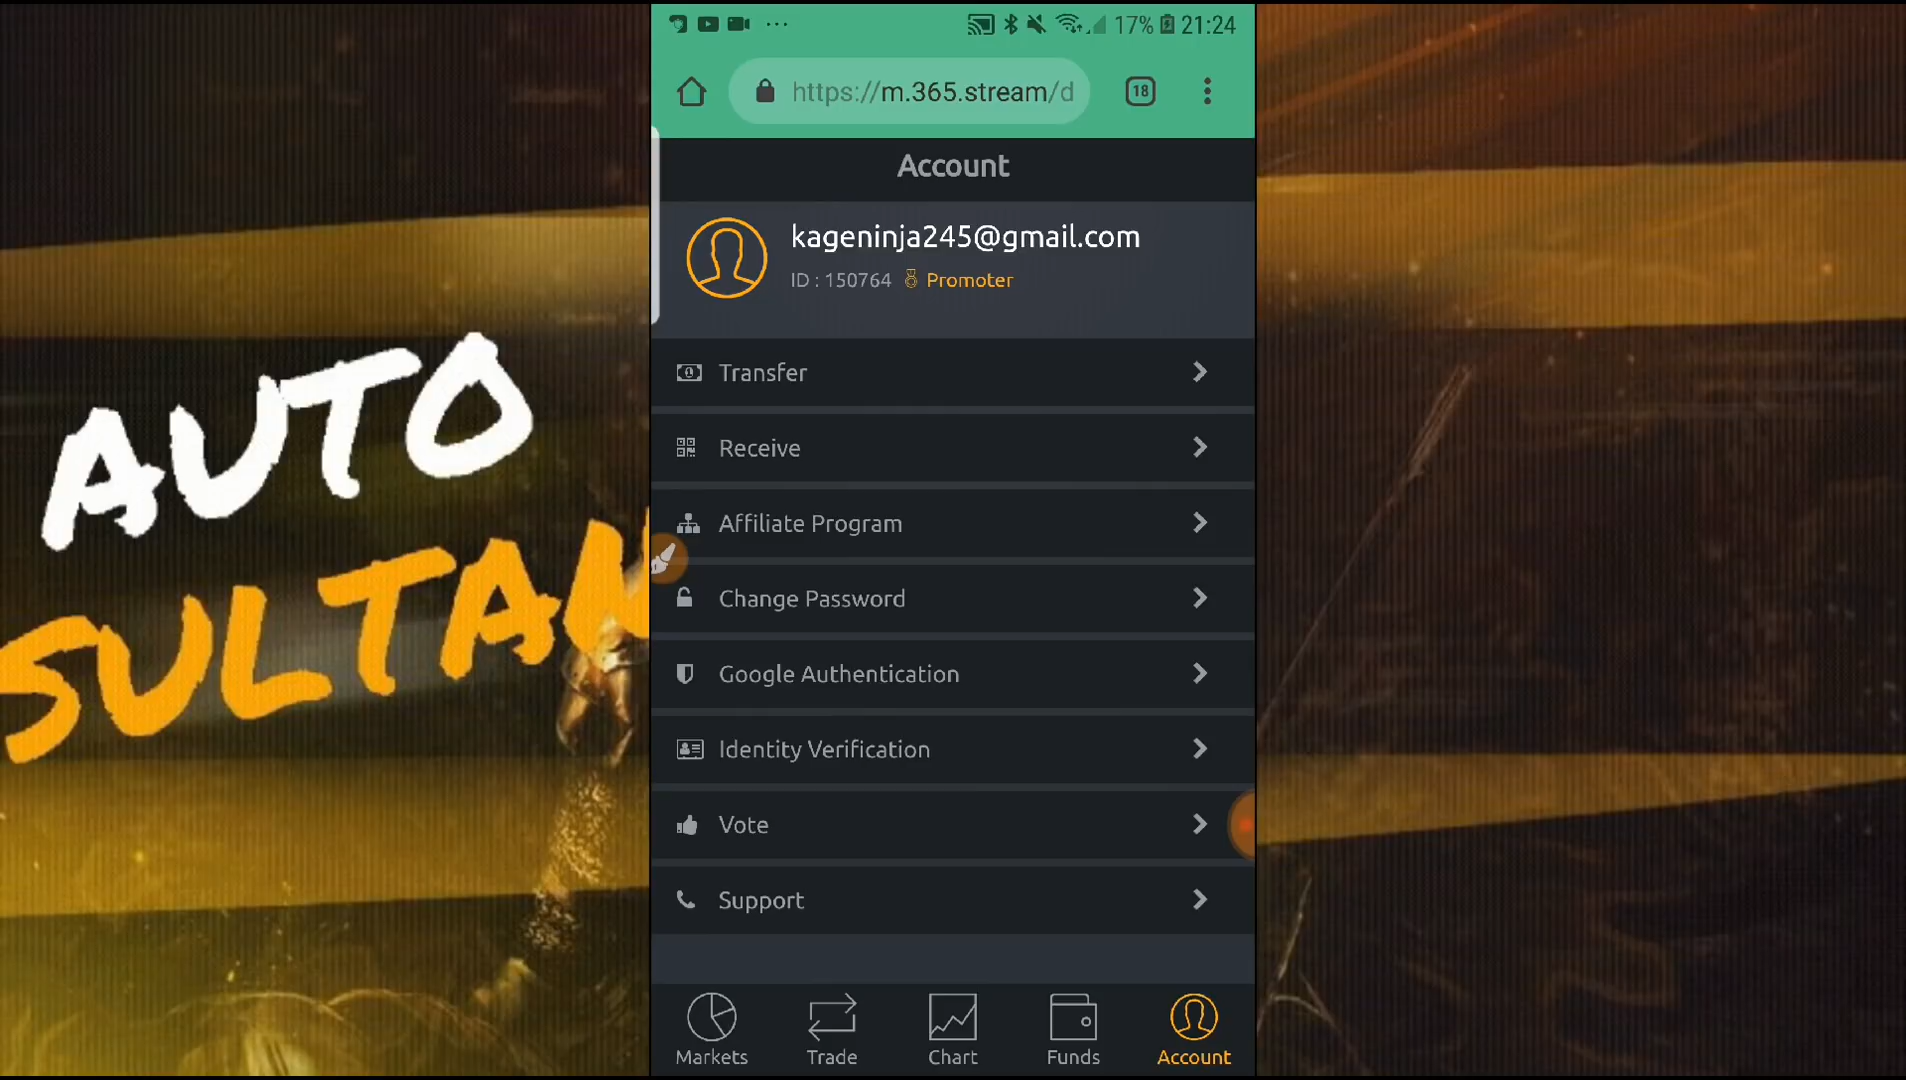 17% 21:24
https://m.365.stream/d
18
Account
kageninja245@gmail.com
ID : 150764 Promoter
Transfer
Receive
Affiliate Program
Change Password
Google Authentication
Identity Verification
Vote
Support
Markets Trade Chart Funds Account
AUTO
SULTAN